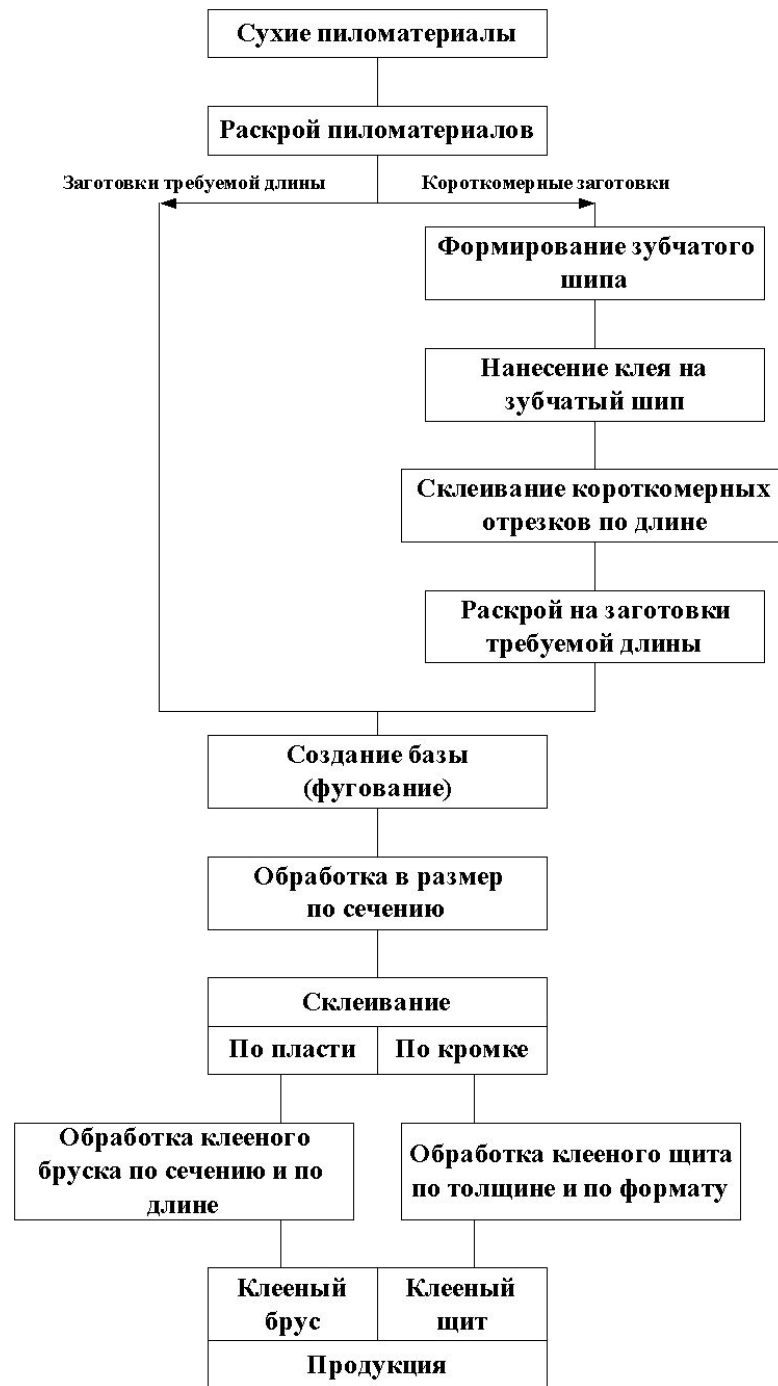 Сухие пиломатериалы
Раскрой пиломатериалов
Заготовки требуемой длины
Короткомерные заготовки
Формирование зубчатого
шипа
Нанесение клея на
зубчатый шип
Склеивание короткомерных
отрезков по длине
Раскрой на заготовки
требуемой длины
Создание базы
(фугование)
Обработка в размер
по сечению
Склеивание
По пласти
По кромке
Обработка клееного
бруска по сечению и по
длине
Обработка клееного щита
по толщине и по формату
Клееный
брус
Клееный
щит
Продукция